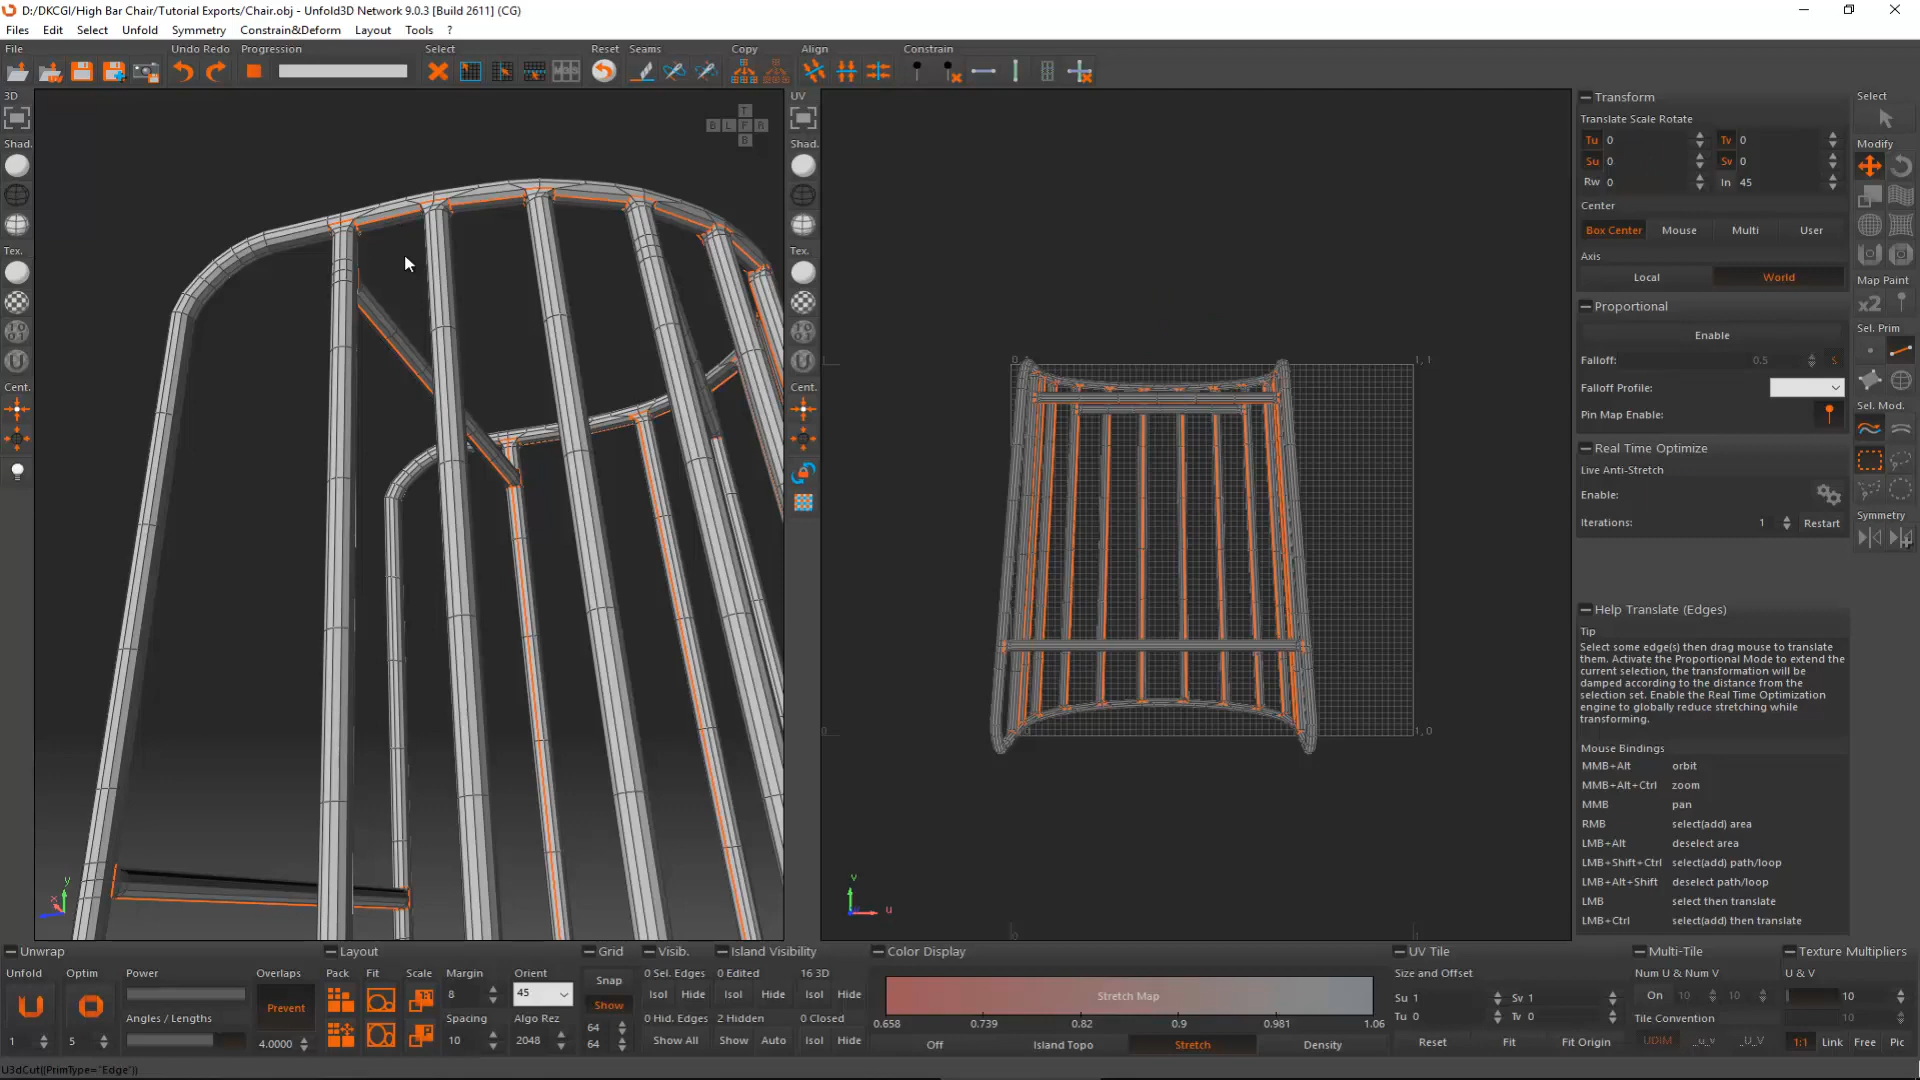 D:/DKCGI/High Bar Chair/Tutorial Exports/Chair.obj - Unfold3D Network 9.0.3 [Build 2611] (CG)
Files Edit Select Unfold Symmetry Constrain&Deform Layout Tools ?
File Undo Redo Progression Select Reset Seams Copy Align Constrain
3D
UV
T
B L F R
B
Shad.
Tex.
Cent.
Shad.
Tex.
Cent.
1,1
1,0
v
u
y
Transform
Translate Scale Rotate
Tu 0 Tv 0
Su 0 Sv 0
Rw 0 In 45
Center
Box Center Mouse Multi User
Axis
Local World
Proportional
Enable
Falloff: 0.5 S
Falloff Profile:
Pin Map Enable:
Real Time Optimize
Live Anti-Stretch
Enable:
Iterations: 1 Restart
Help Translate (Edges)
Tip
Select some edge(s) then drag mouse to translate
them. Activate the Proportional Mode to extend the
current selection, the transformation will be
damped according to the distance from the
selection set. Enable the Real Time Optimization
engine to globally reduce stretching while
transforming.
Mouse Bindings
MMB+Alt orbit
MMB+Alt+Ctrl zoom
MMB pan
RMB select(add) area
LMB+Alt deselect area
LMB+Shift+Ctrl select(add) path/loop
LMB+Alt+Shift deselect path/loop
LMB select then translate
LMB+Ctrl select(add) then translate
Select
Modify
Map Paint
x2
Sel. Prim
Sel. Mod.
Symmetry
Unwrap Layout Grid Visib. Island Visibility Color Display UV Tile Multi-Tile Texture Multipliers
Unfold Optim Power Overlaps Pack Fit Scale Margin Orient Snap 0 Sel. Edges 0 Edited 16 3D Size and Offset Num U & Num V U & V
Prevent 8 45 Show Isol Hide Isol Hide Isol Hide Stretch Map Su 1 Sv 1 On 10 10 10
Angles / Lengths Spacing Algo Rez 0 Hid. Edges 2 Hidden 0 Closed 0.658 0.739 0.82 0.9 0.981 1.06 Tu 0 Tv 0 Tile Convention 10
1 5 4.0000 10 2048 64 64 Show All Show Auto Isol Hide Off Island Topo Stretch Density Reset Fit Fit Origin UDIM _u_v _U_V 1:1 Link Free Pic
U3dCut((PrimType="Edge"))